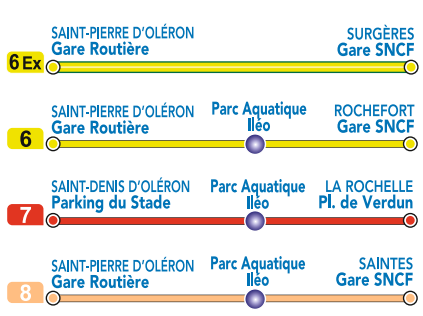 SAINT-PIERRE D'OLÉRON SURGÈRES
Gare Routière Gare SNCF
6 Ex
SAINT-PIERRE D'OLÉRON Parc Aquatique ROCHEFORT
Gare Routière Iléo Gare SNCF
6
SAINT-DENIS D'OLÉRON Parc Aquatique LA ROCHELLE
Parking du Stade Iléo Pl. de Verdun
7
SAINT-PIERRE D'OLÉRON Parc Aquatique SAINTES
Gare Routière Iléo Gare SNCF
8